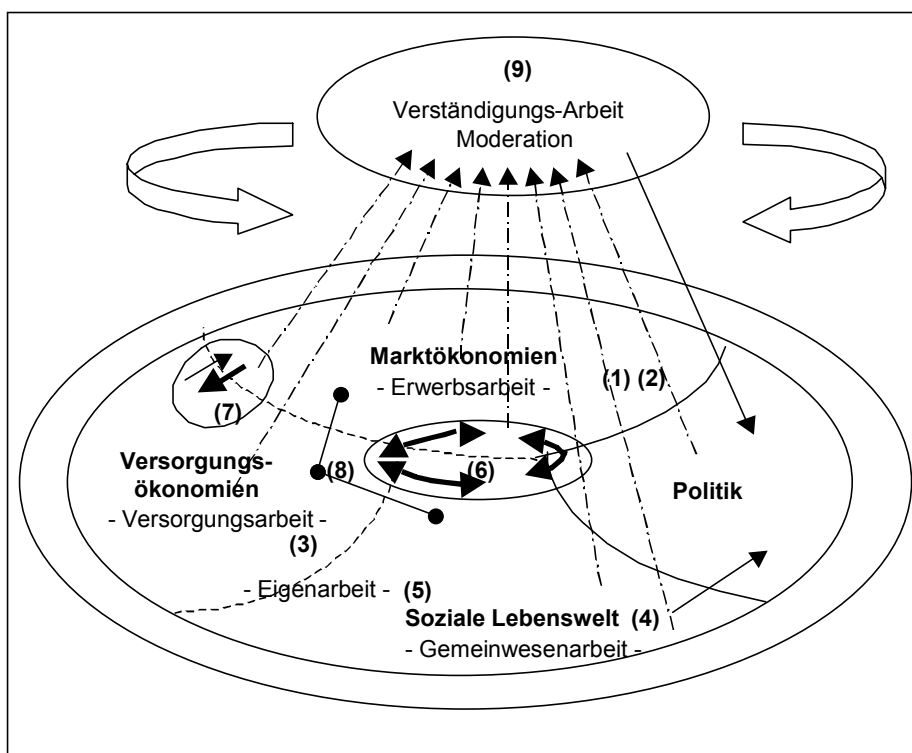 (9)
Verständigungs-Arbeit
Moderation
Marktökonomien
- Erwerbsarbeit -
(1) (2)
(7)
Versorgungs-
ökonomien
- Versorgungsarbeit -
(8)
(6)
Politik
(3)
- Eigenarbeit - (5)
Soziale Lebenswelt (4)
- Gemeinwesenarbeit -